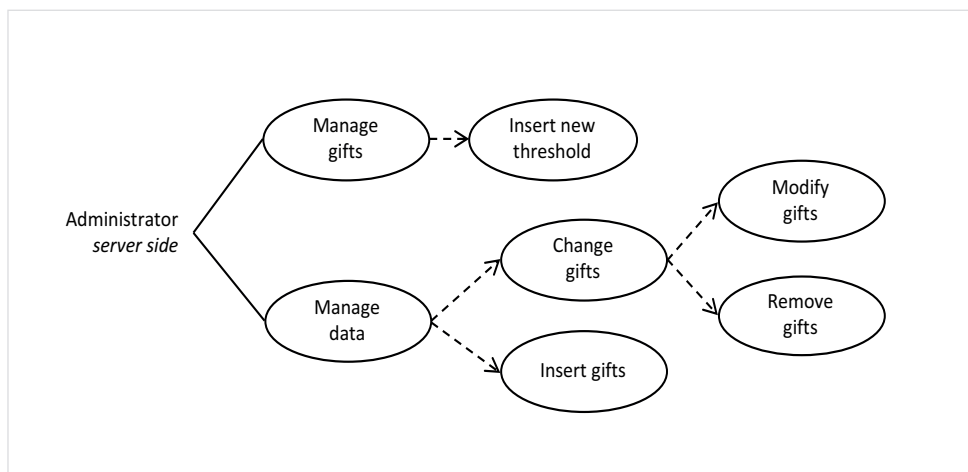 Manage
gifts
Insert new
threshold
Modify
gifts
Administrator
server side
Change
gifts
Manage
data
Remove
gifts
Insert gifts